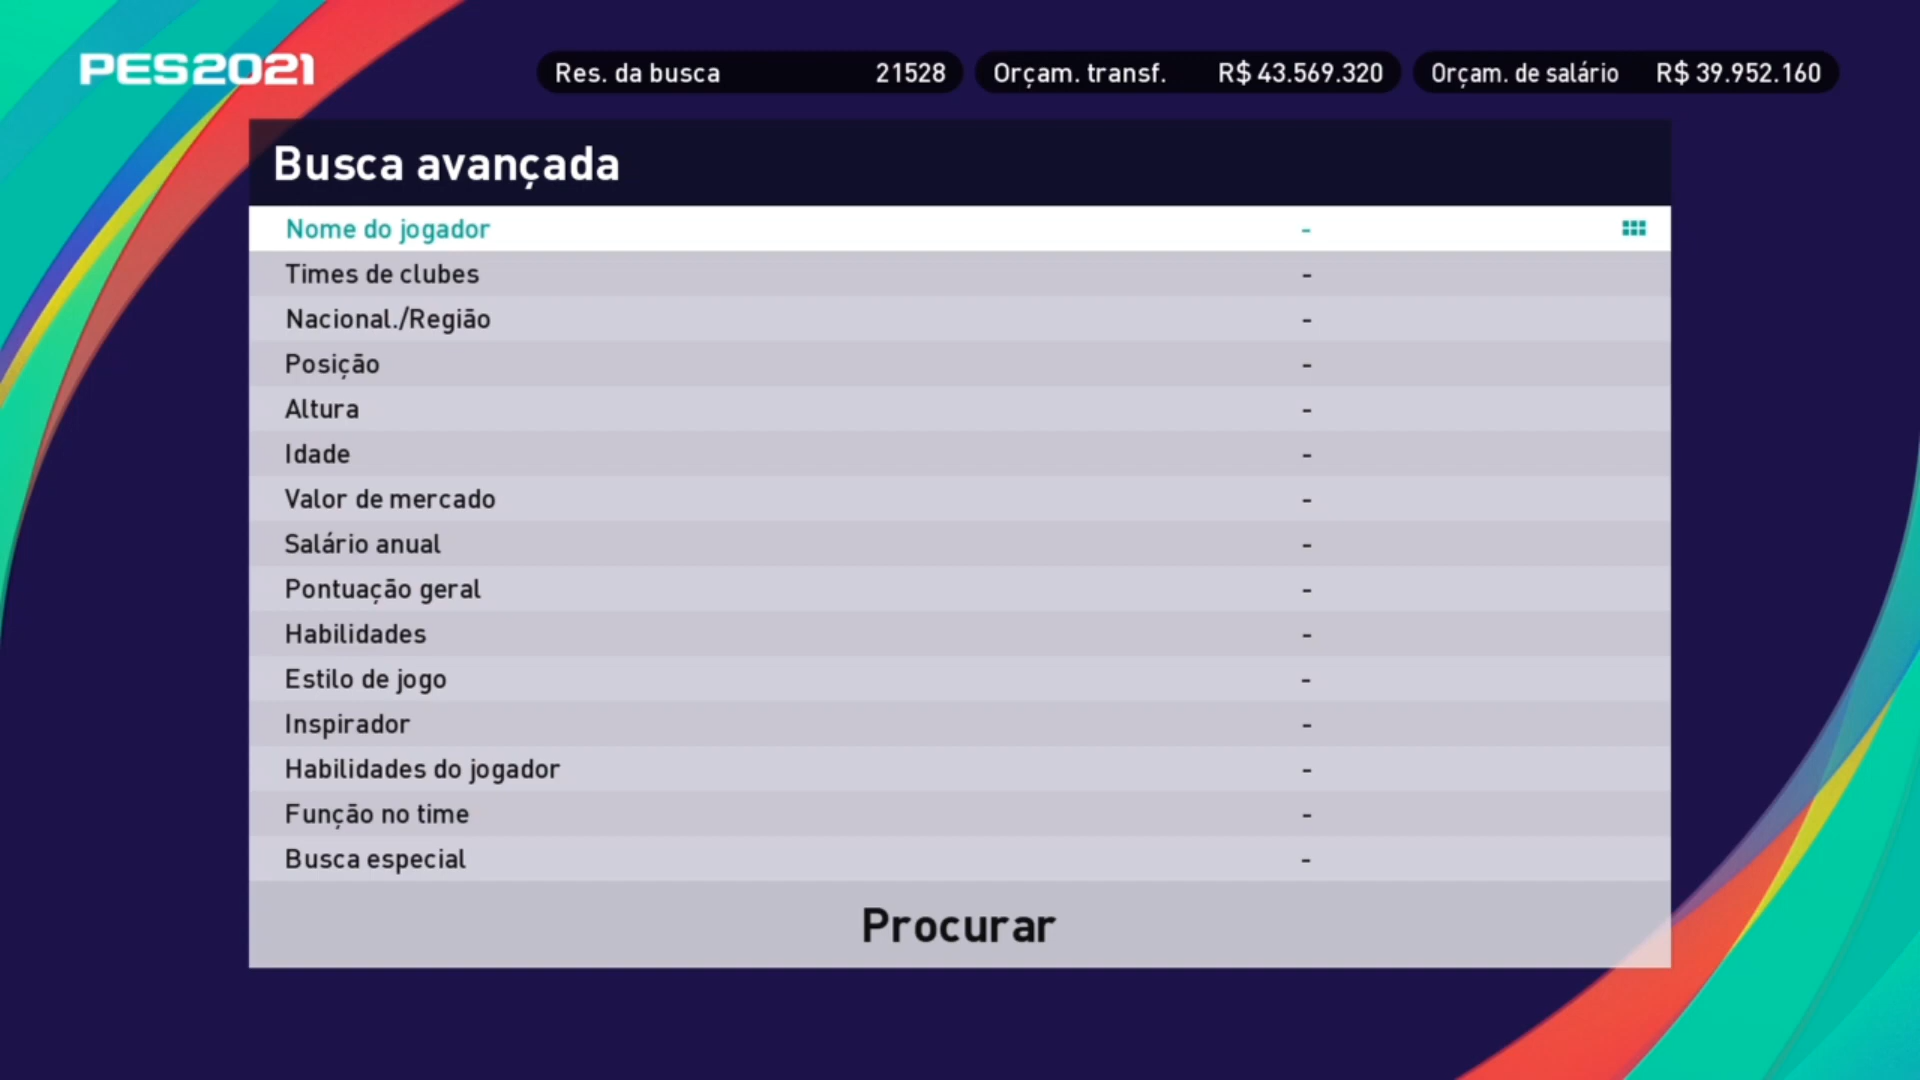 PES2021
Res. da busca 21528
Orçam. transf. R$ 43.569.320
Orçam. de salário R$ 39.952.160
Busca avançada
Nome do jogador -
Times de clubes -
Nacional./Região -
Posição -
Altura -
Idade -
Valor de mercado -
Salário anual -
Pontuação geral -
Habilidades -
Estilo de jogo -
Inspirador -
Habilidades do jogador -
Função no time -
Busca especial -
Procurar